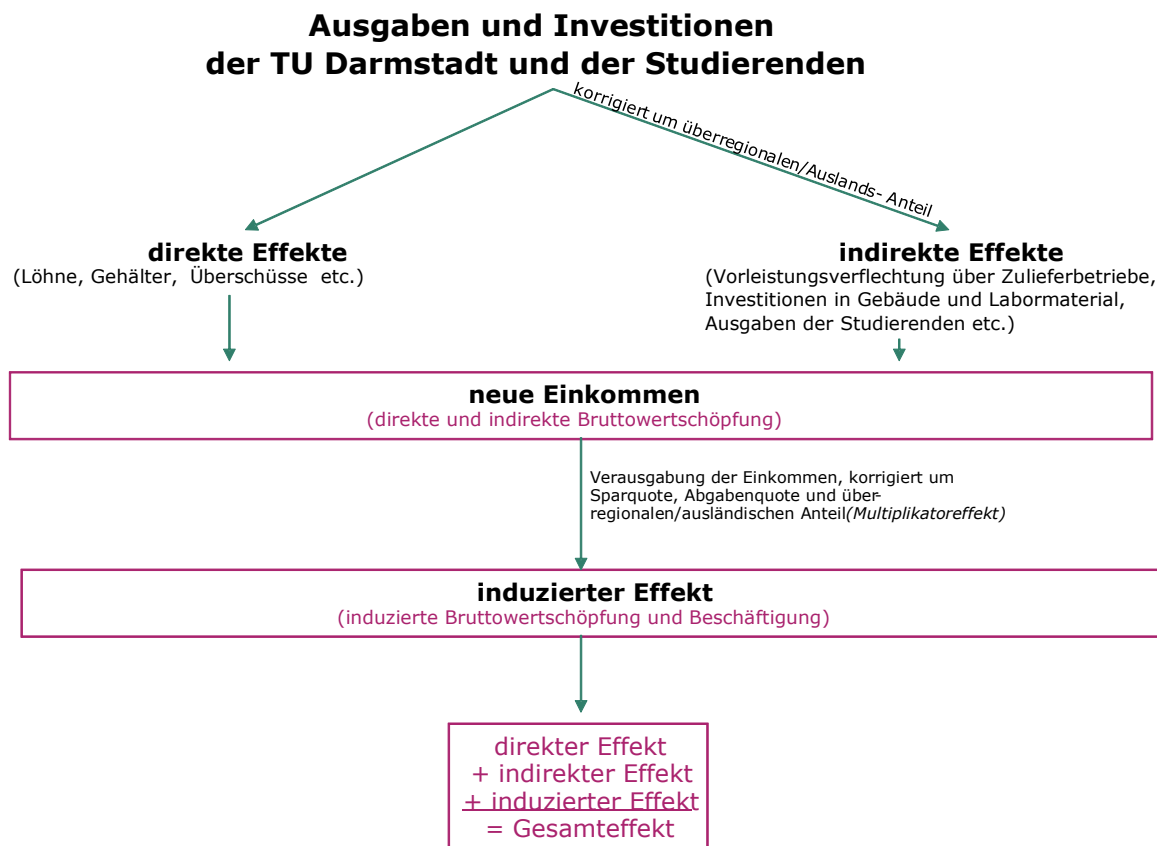 Ausgaben und Investitionen
der TU Darmstadt und der Studierenden
korrigiert um überregionalen/Auslands- Anteil
direkte Effekte
(Löhne, Gehälter, Überschüsse etc.)
indirekte Effekte
(Vorleistungsverflechtung über Zulieferbetriebe,
Investitionen in Gebäude und Labormaterial,
Ausgaben der Studierenden etc.)
neue Einkommen
(direkte und indirekte Bruttowertschöpfung)
Verausgabung der Einkommen, korrigiert um
Sparquote, Abgabenquote und über-
regionalen/ausländischen Anteil(Multiplikatoreffekt)
induzierter Effekt
(induzierte Bruttowertschöpfung und Beschäftigung)
direkter Effekt
+ indirekter Effekt
+ induzierter Effekt
= Gesamteffekt